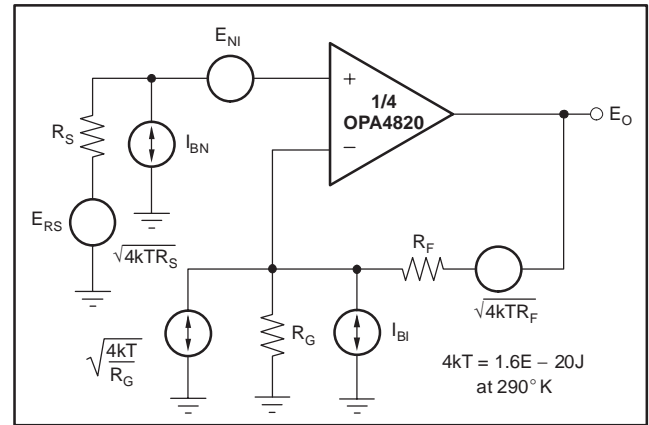 E_NI
+
1/4
OPA4820
−
E_O
R_S
I_BN
E_RS
√4kTR_S
R_F
√4kTR_F
√4kT/R_G
R_G
I_BI
4kT = 1.6E − 20J
at 290° K